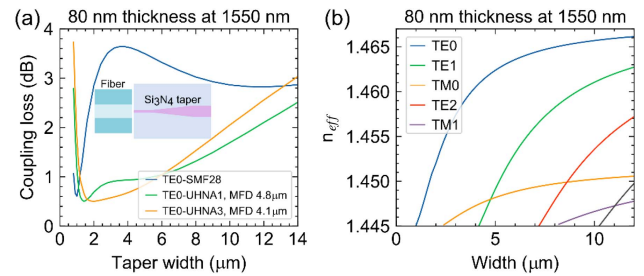 (a) 80 nm thickness at 1550 nm
Coupling loss (dB)
4
3
2
1
0
Fiber
Si3N4 taper
TE0-SMF28
TE0-UHNA1, MFD 4.8μm
TE0-UHNA3, MFD 4.1μm
0 2 4 6 8 10 12 14
Taper width (μm)
(b) 80 nm thickness at 1550 nm
neff
1.465
1.460
1.455
1.450
1.445
TE0
TE1
TM0
TE2
TM1
0 5 10
Width (μm)